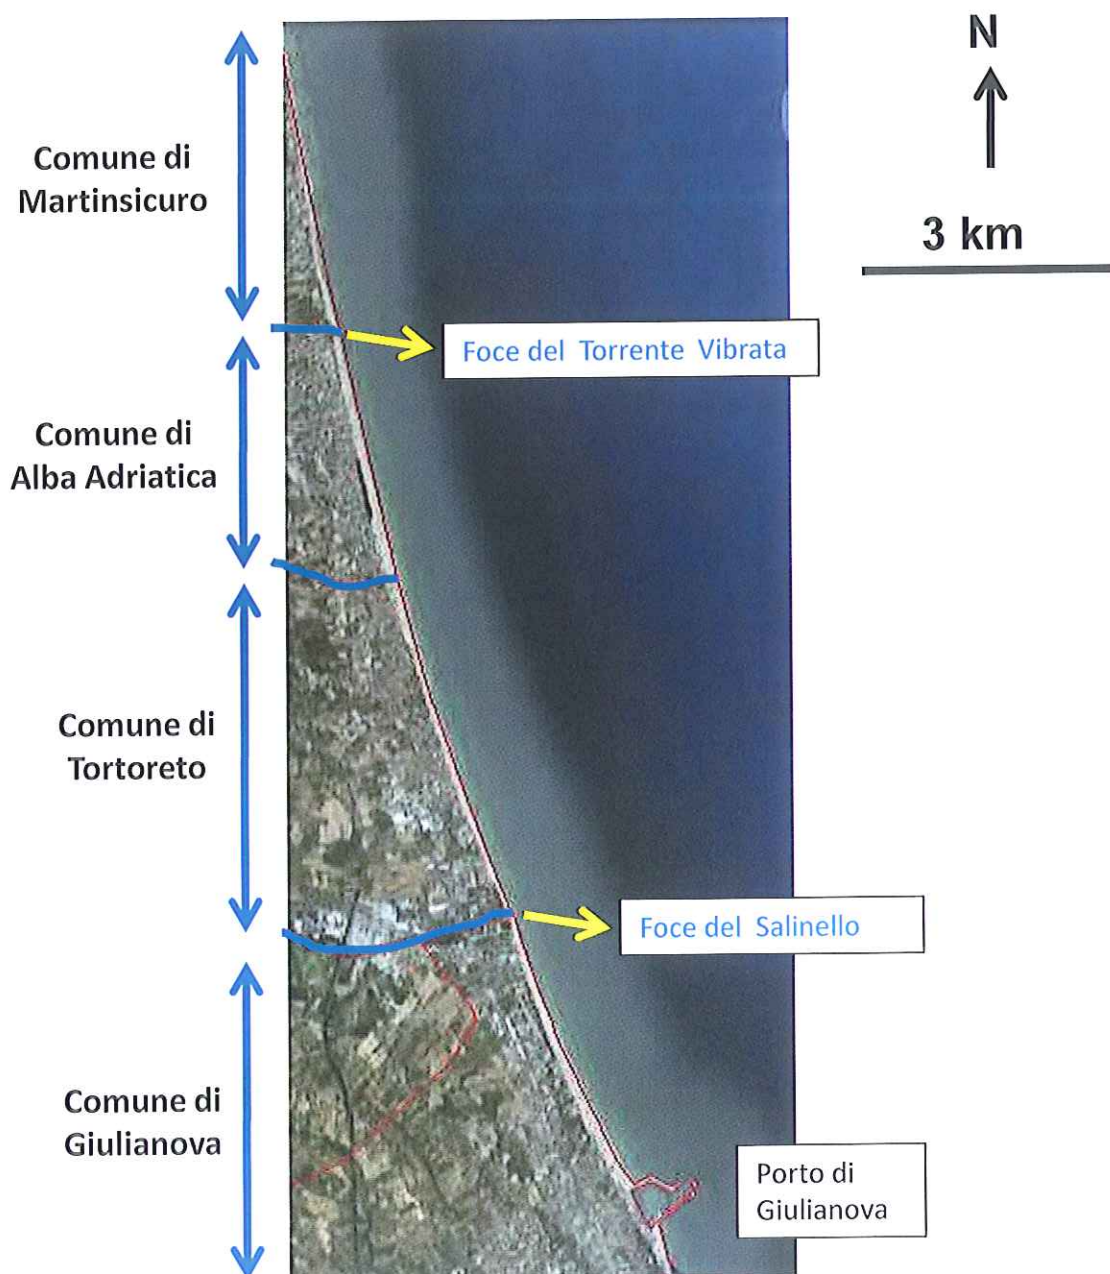 N
Comune di
Martinsicuro
3 km
Foce del Torrente Vibrata
Comune di
Alba Adriatica
Comune di
Tortoreto
Foce del Salinello
Comune di
Giulianova
Porto di
Giulianova